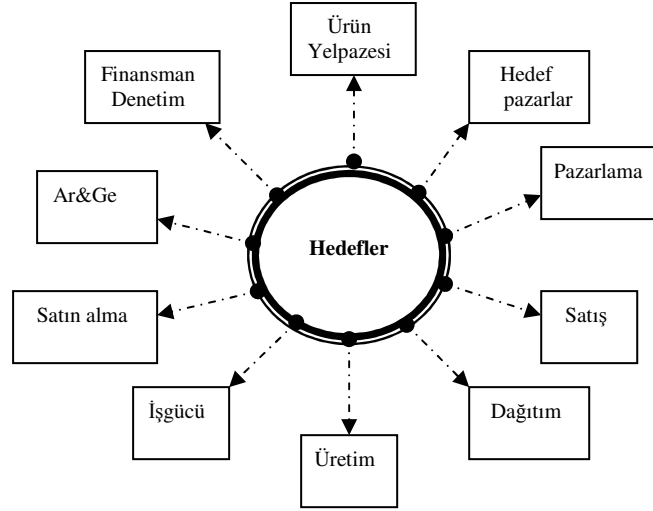 Ürün
Yelpazesi
Finansman
Denetim
Hedef
pazarlar
Ar&Ge
Pazarlama
Hedefler
Satın alma
Satış
İşgücü
Dağıtım
Üretim